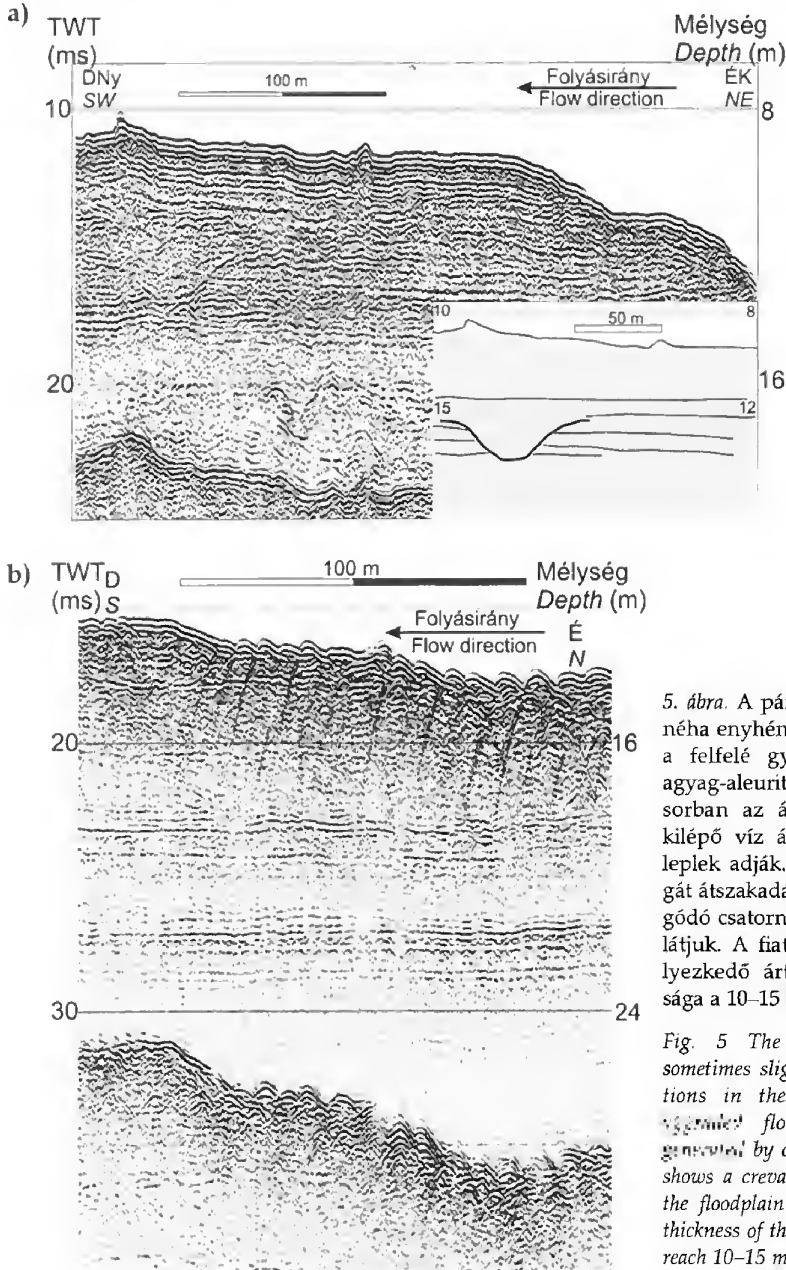 a)
TWT
(ms)
Mélység
Depth (m)
DNy
SW
100 m
Folyásirány
Flow direction
ÉK
NE
10
8
10
50 m
8
20
16
15
12
b)
TWT
(ms)
D
S
100 m
Mélység
Depth (m)
Folyásirány
Flow direction
É
N
20
16
30
24
5. ábra. A pár
néha enyhén
a felfelé gy
agyag-aleurit
sorban az á
kilépő víz á
leplek adják.
gát átszakadá
gódó csatorn
látjuk. A fiat
lyezkedő árt
sága a 10–15
Fig. 5 The
sometimes slig
tions in the
flo
by c
shows a creva
the floodplain
thickness of th
reach 10–15 m